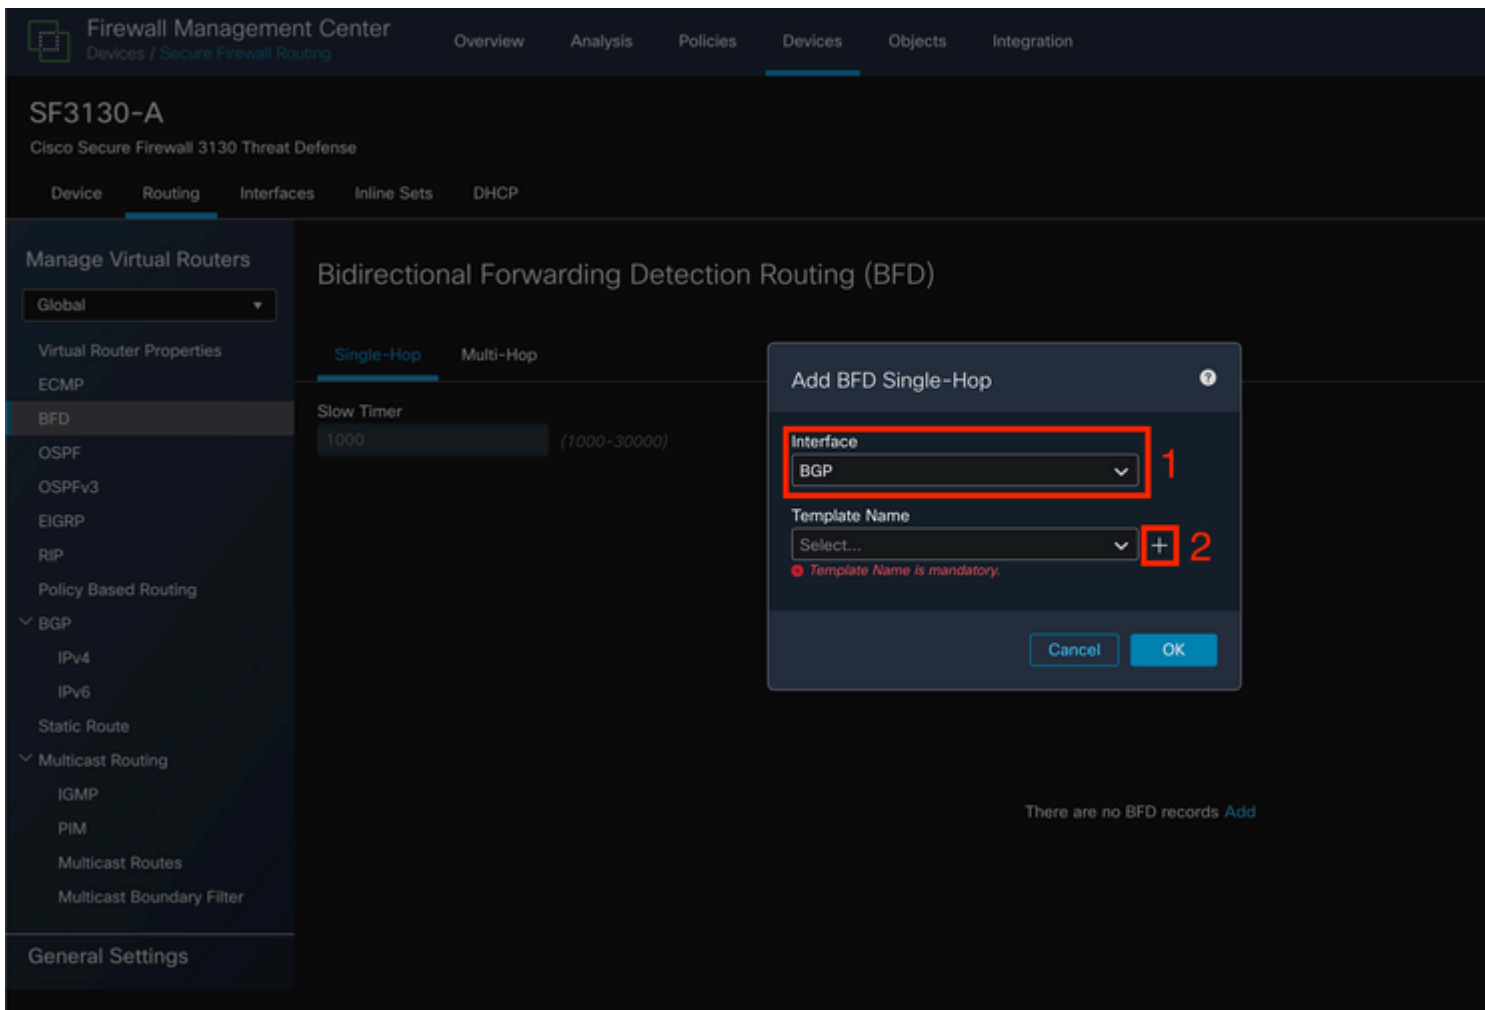 Firewall Management Center
Devices / Secure Firewall Routing
Overview Analysis Policies Devices Objects Integration
SF3130-A
Cisco Secure Firewall 3130 Threat Defense
Device Routing Interfaces Inline Sets DHCP
Manage Virtual Routers
Global
Virtual Router Properties
ECMP
BFD
OSPF
OSPFv3
EIGRP
RIP
Policy Based Routing
BGP
IPv4
IPv6
Static Route
Multicast Routing
IGMP
PIM
Multicast Routes
Multicast Boundary Filter
General Settings
Bidirectional Forwarding Detection Routing (BFD)
Single-Hop Multi-Hop
Slow Timer
1000 (1000-30000)
Add BFD Single-Hop
?
Interface
BGP
1
Template Name
Select...
+ 2
Template Name is mandatory.
Cancel OK
There are no BFD records Add